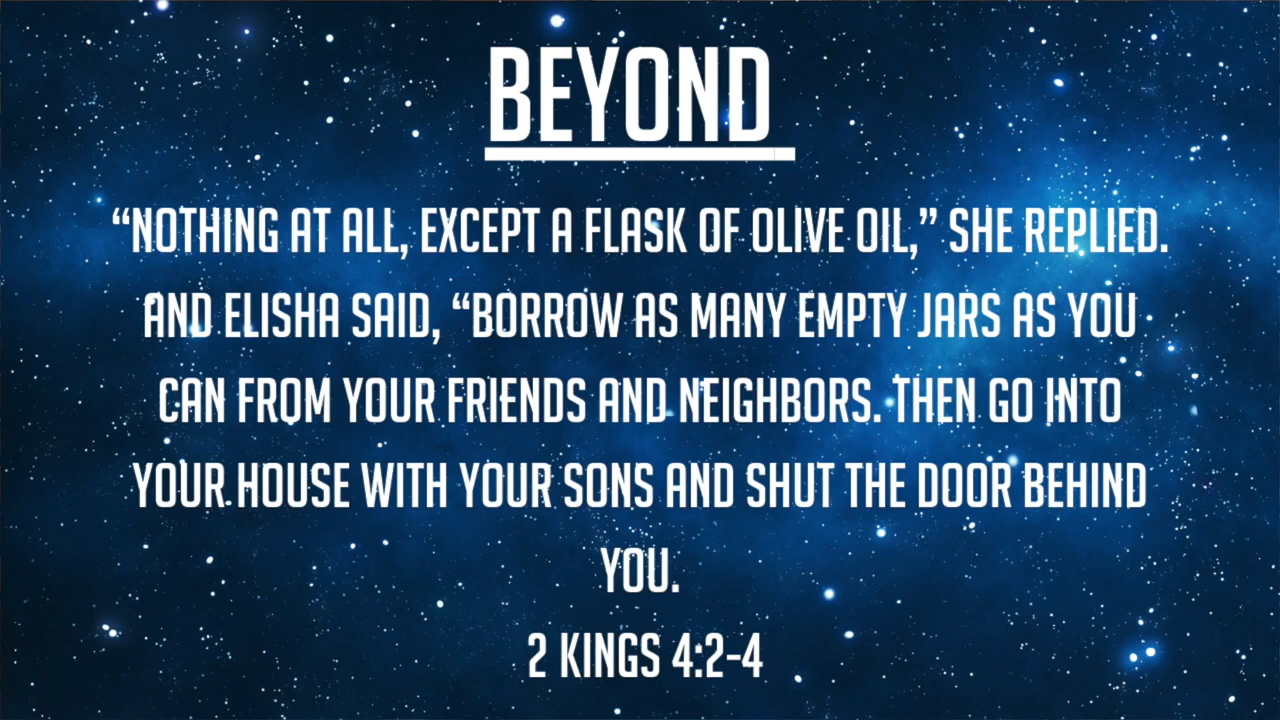 BEYOND
“NOTHING AT ALL, EXCEPT A FLASK OF OLIVE OIL,” SHE REPLIED.
AND ELISHA SAID, “BORROW AS MANY EMPTY JARS AS YOU
CAN FROM YOUR FRIENDS AND NEIGHBORS. THEN GO INTO
YOUR HOUSE WITH YOUR SONS AND SHUT THE DOOR BEHIND
YOU.
2 KINGS 4:2-4